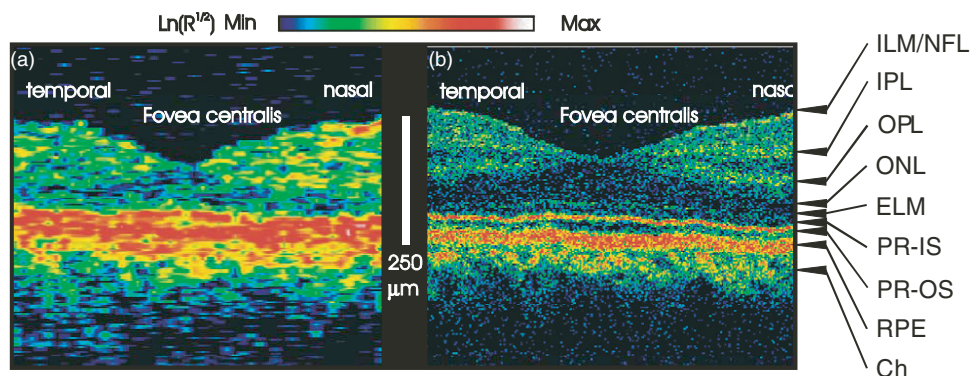 Ln(R^1/2) Min Max
(a)
temporal
nasal
Fovea centralis
250
μm
(b)
temporal
nasa
Fovea centralis
ILM/NFL
IPL
OPL
ONL
ELM
PR-IS
PR-OS
RPE
Ch